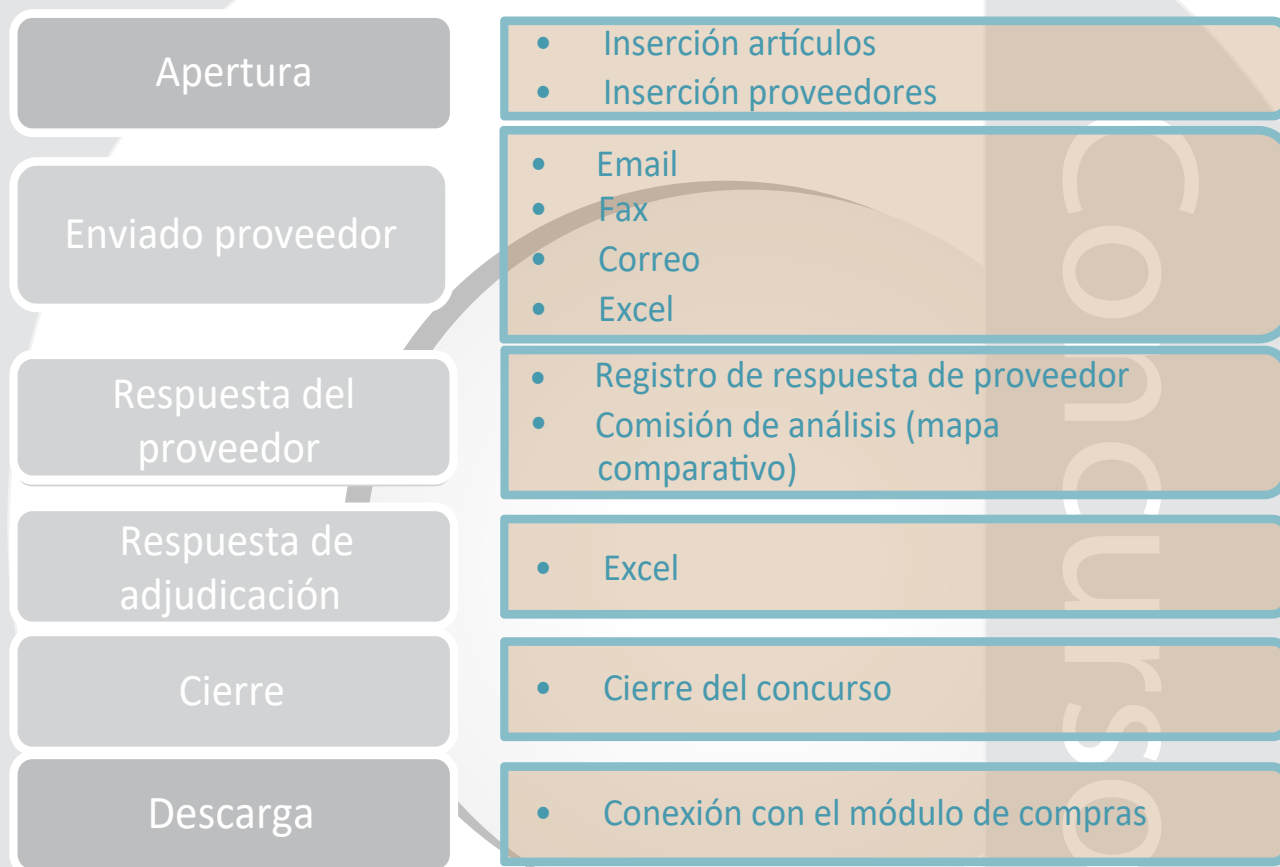 Apertura
• Inserción artículos
• Inserción proveedores
Enviado proveedor
• Email
• Fax
• Correo
• Excel
Respuesta del
proveedor
• Registro de respuesta de proveedor
• Comisión de análisis (mapa
comparativo)
Respuesta de
adjudicación
• Excel
Cierre
• Cierre del concurso
Descarga
• Conexión con el módulo de compras
Concurso